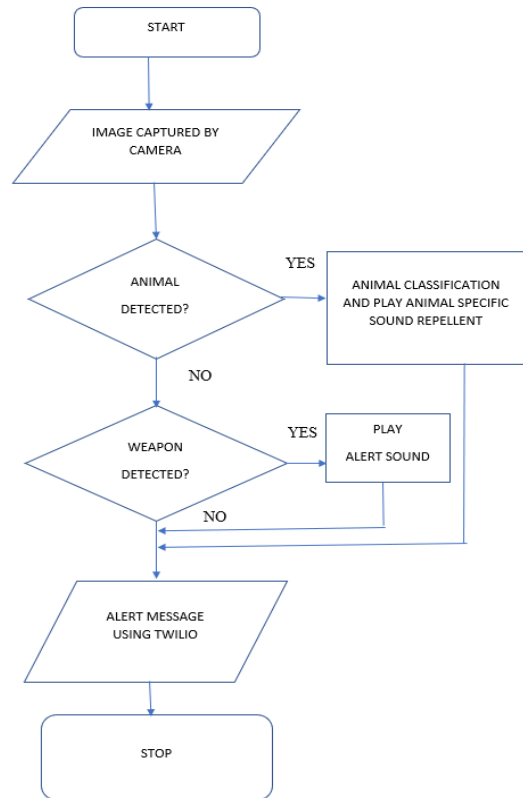 START
IMAGE CAPTURED BY
CAMERA
ANIMAL
DETECTED?
YES
ANIMAL CLASSIFICATION
AND PLAY ANIMAL SPECIFIC
SOUND REPELLENT
NO
WEAPON
DETECTED?
YES
PLAY
ALERT SOUND
NO
ALERT MESSAGE
USING TWILIO
STOP